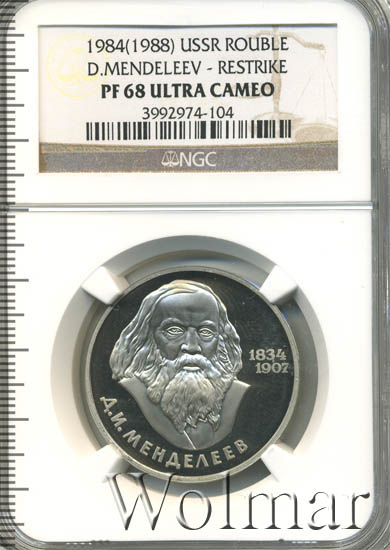 1984(1988) USSR ROUBLE
D.MENDELEEV - RESTRIKE
PF 68 ULTRA CAMEO
3992974-104
NGC
1834
1907
Д.И. МЕНДЕЛЕЕВ
Wolmar